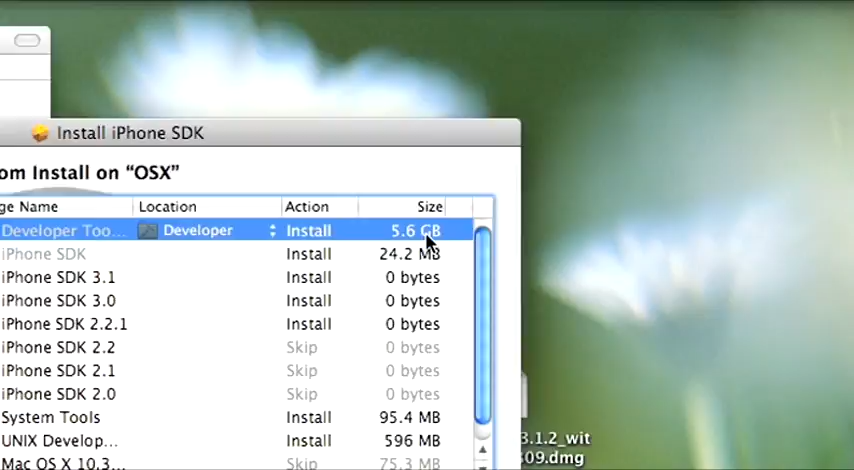 Install iPhone SDK
om Install on “OSX”
ge Name Location Action Size
Developer Too... Developer Install 5.6 GB
iPhone SDK Install 24.2 MB
iPhone SDK 3.1 Install 0 bytes
iPhone SDK 3.0 Install 0 bytes
iPhone SDK 2.2.1 Install 0 bytes
iPhone SDK 2.2 Skip 0 bytes
iPhone SDK 2.1 Skip 0 bytes
iPhone SDK 2.0 Skip 0 bytes
System Tools Install 95.4 MB
UNIX Develop... Install 596 MB
Mac OS X 10.3... Skip 75.3 MB
3.1.2_wit
09.dmg